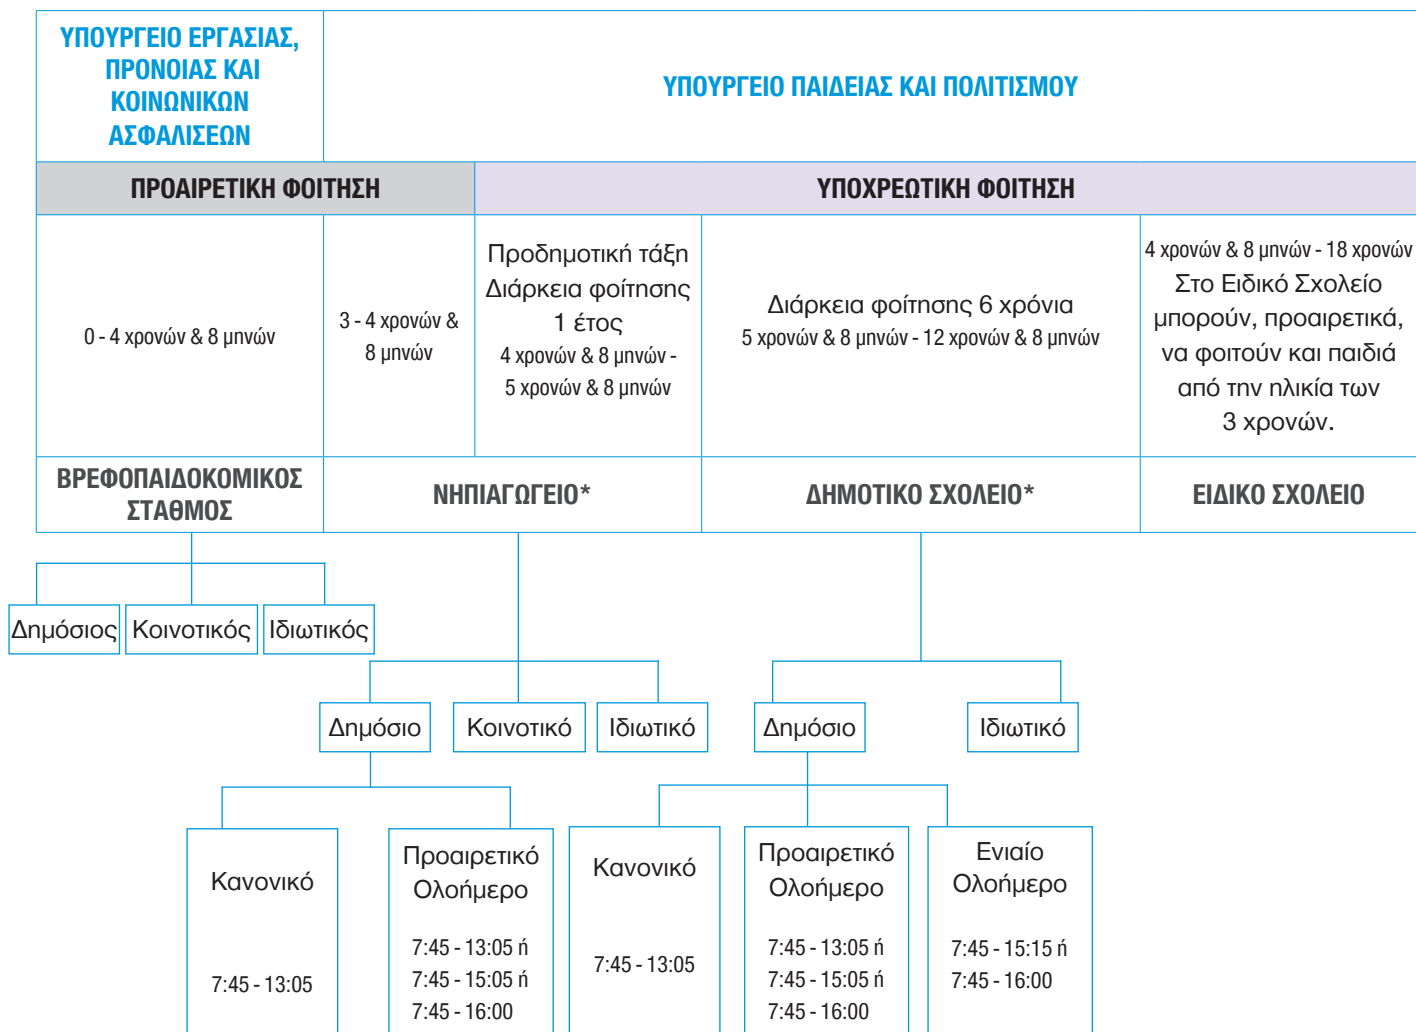 ΥΠΟΥΡΓΕΙΟ ΕΡΓΑΣΙΑΣ,
ΠΡΟΝΟΙΑΣ ΚΑΙ
ΚΟΙΝΩΝΙΚΩΝ
ΑΣΦΑΛΙΣΕΩΝ
ΥΠΟΥΡΓΕΙΟ ΠΑΙΔΕΙΑΣ ΚΑΙ ΠΟΛΙΤΙΣΜΟΥ
ΠΡΟΑΙΡΕΤΙΚΗ ΦΟΙΤΗΣΗ
ΥΠΟΧΡΕΩΤΙΚΗ ΦΟΙΤΗΣΗ
0 - 4 χρονών & 8 μηνών
3 - 4 χρονών &
8 μηνών
Προδημοτική τάξη
Διάρκεια φοίτησης
1 έτος
4 χρονών & 8 μηνών -
5 χρονών & 8 μηνών
Διάρκεια φοίτησης 6 χρόνια
5 χρονών & 8 μηνών - 12 χρονών & 8 μηνών
4 χρονών & 8 μηνών - 18 χρονών
Στο Ειδικό Σχολείο
μπορούν, προαιρετικά,
να φοιτούν και παιδιά
από την ηλικία των
3 χρονών.
ΒΡΕΦΟΠΑΙΔΟΚΟΜΙΚΟΣ
ΣΤΑΘΜΟΣ
ΝΗΠΙΑΓΩΓΕΙΟ*
ΔΗΜΟΤΙΚΟ ΣΧΟΛΕΙΟ*
ΕΙΔΙΚΟ ΣΧΟΛΕΙΟ
Δημόσιος
Κοινοτικός
Ιδιωτικός
Δημόσιο
Κοινοτικό
Ιδιωτικό
Δημόσιο
Ιδιωτικό
Κανονικό
7:45 - 13:05
Προαιρετικό
Ολοήμερο
7:45 - 13:05 ή
7:45 - 15:05 ή
7:45 - 16:00
Κανονικό
7:45 - 13:05
Προαιρετικό
Ολοήμερο
7:45 - 13:05 ή
7:45 - 15:05 ή
7:45 - 16:00
Ενιαίο
Ολοήμερο
7:45 - 15:15 ή
7:45 - 16:00